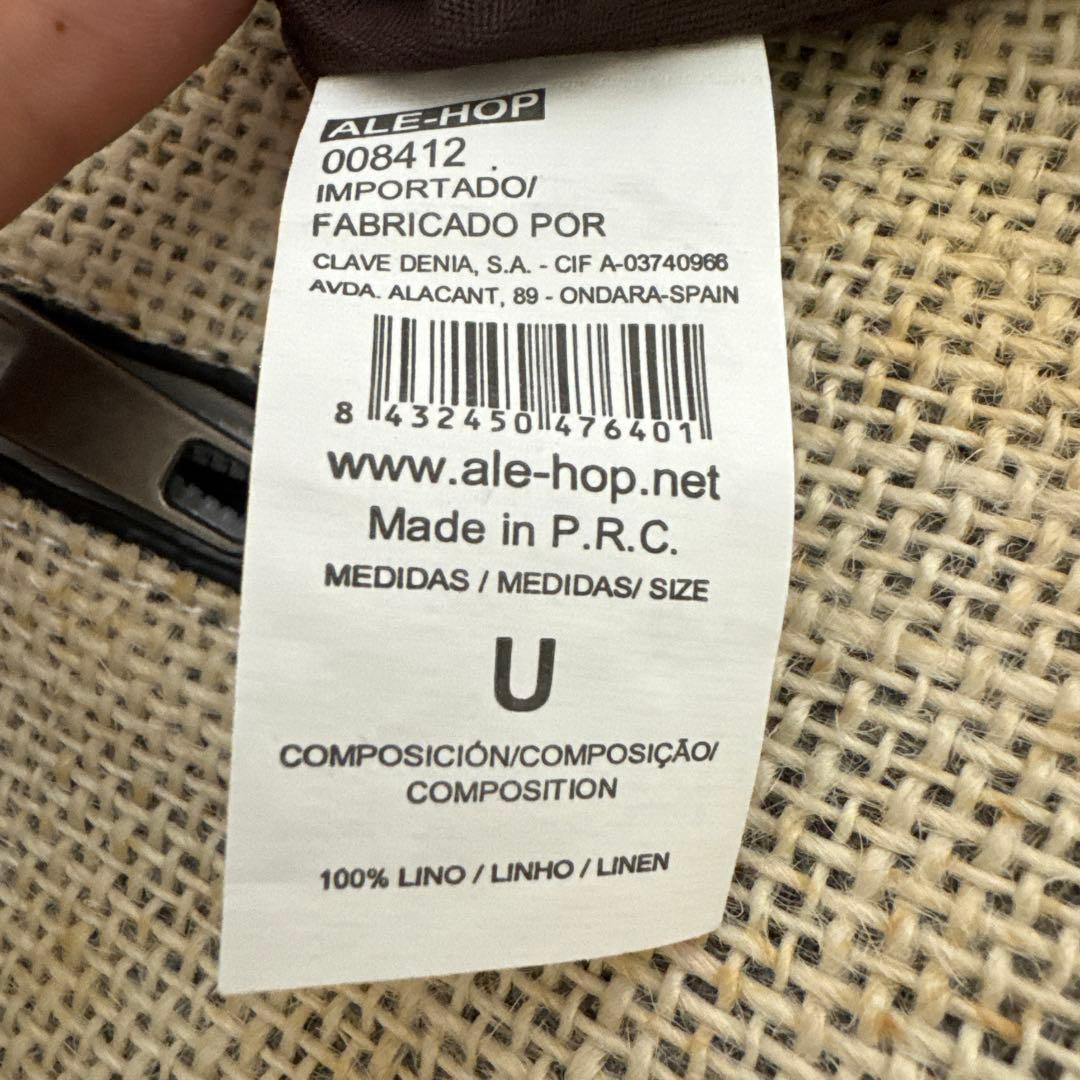 ALE-HOP
008412
IMPORTADO/
FABRICADO POR
CLAVE DENIA, S.A. - CIF A-03740966
AVDA. ALACANT, 89 - ONDARA-SPAIN
8 432450 476401
www.ale-hop.net
Made in P.R.C.
MEDIDAS / MEDIDAS/ SIZE
U
COMPOSICIÓN/COMPOSIÇÃO/
COMPOSITION
100% LINO / LINHO / LINEN